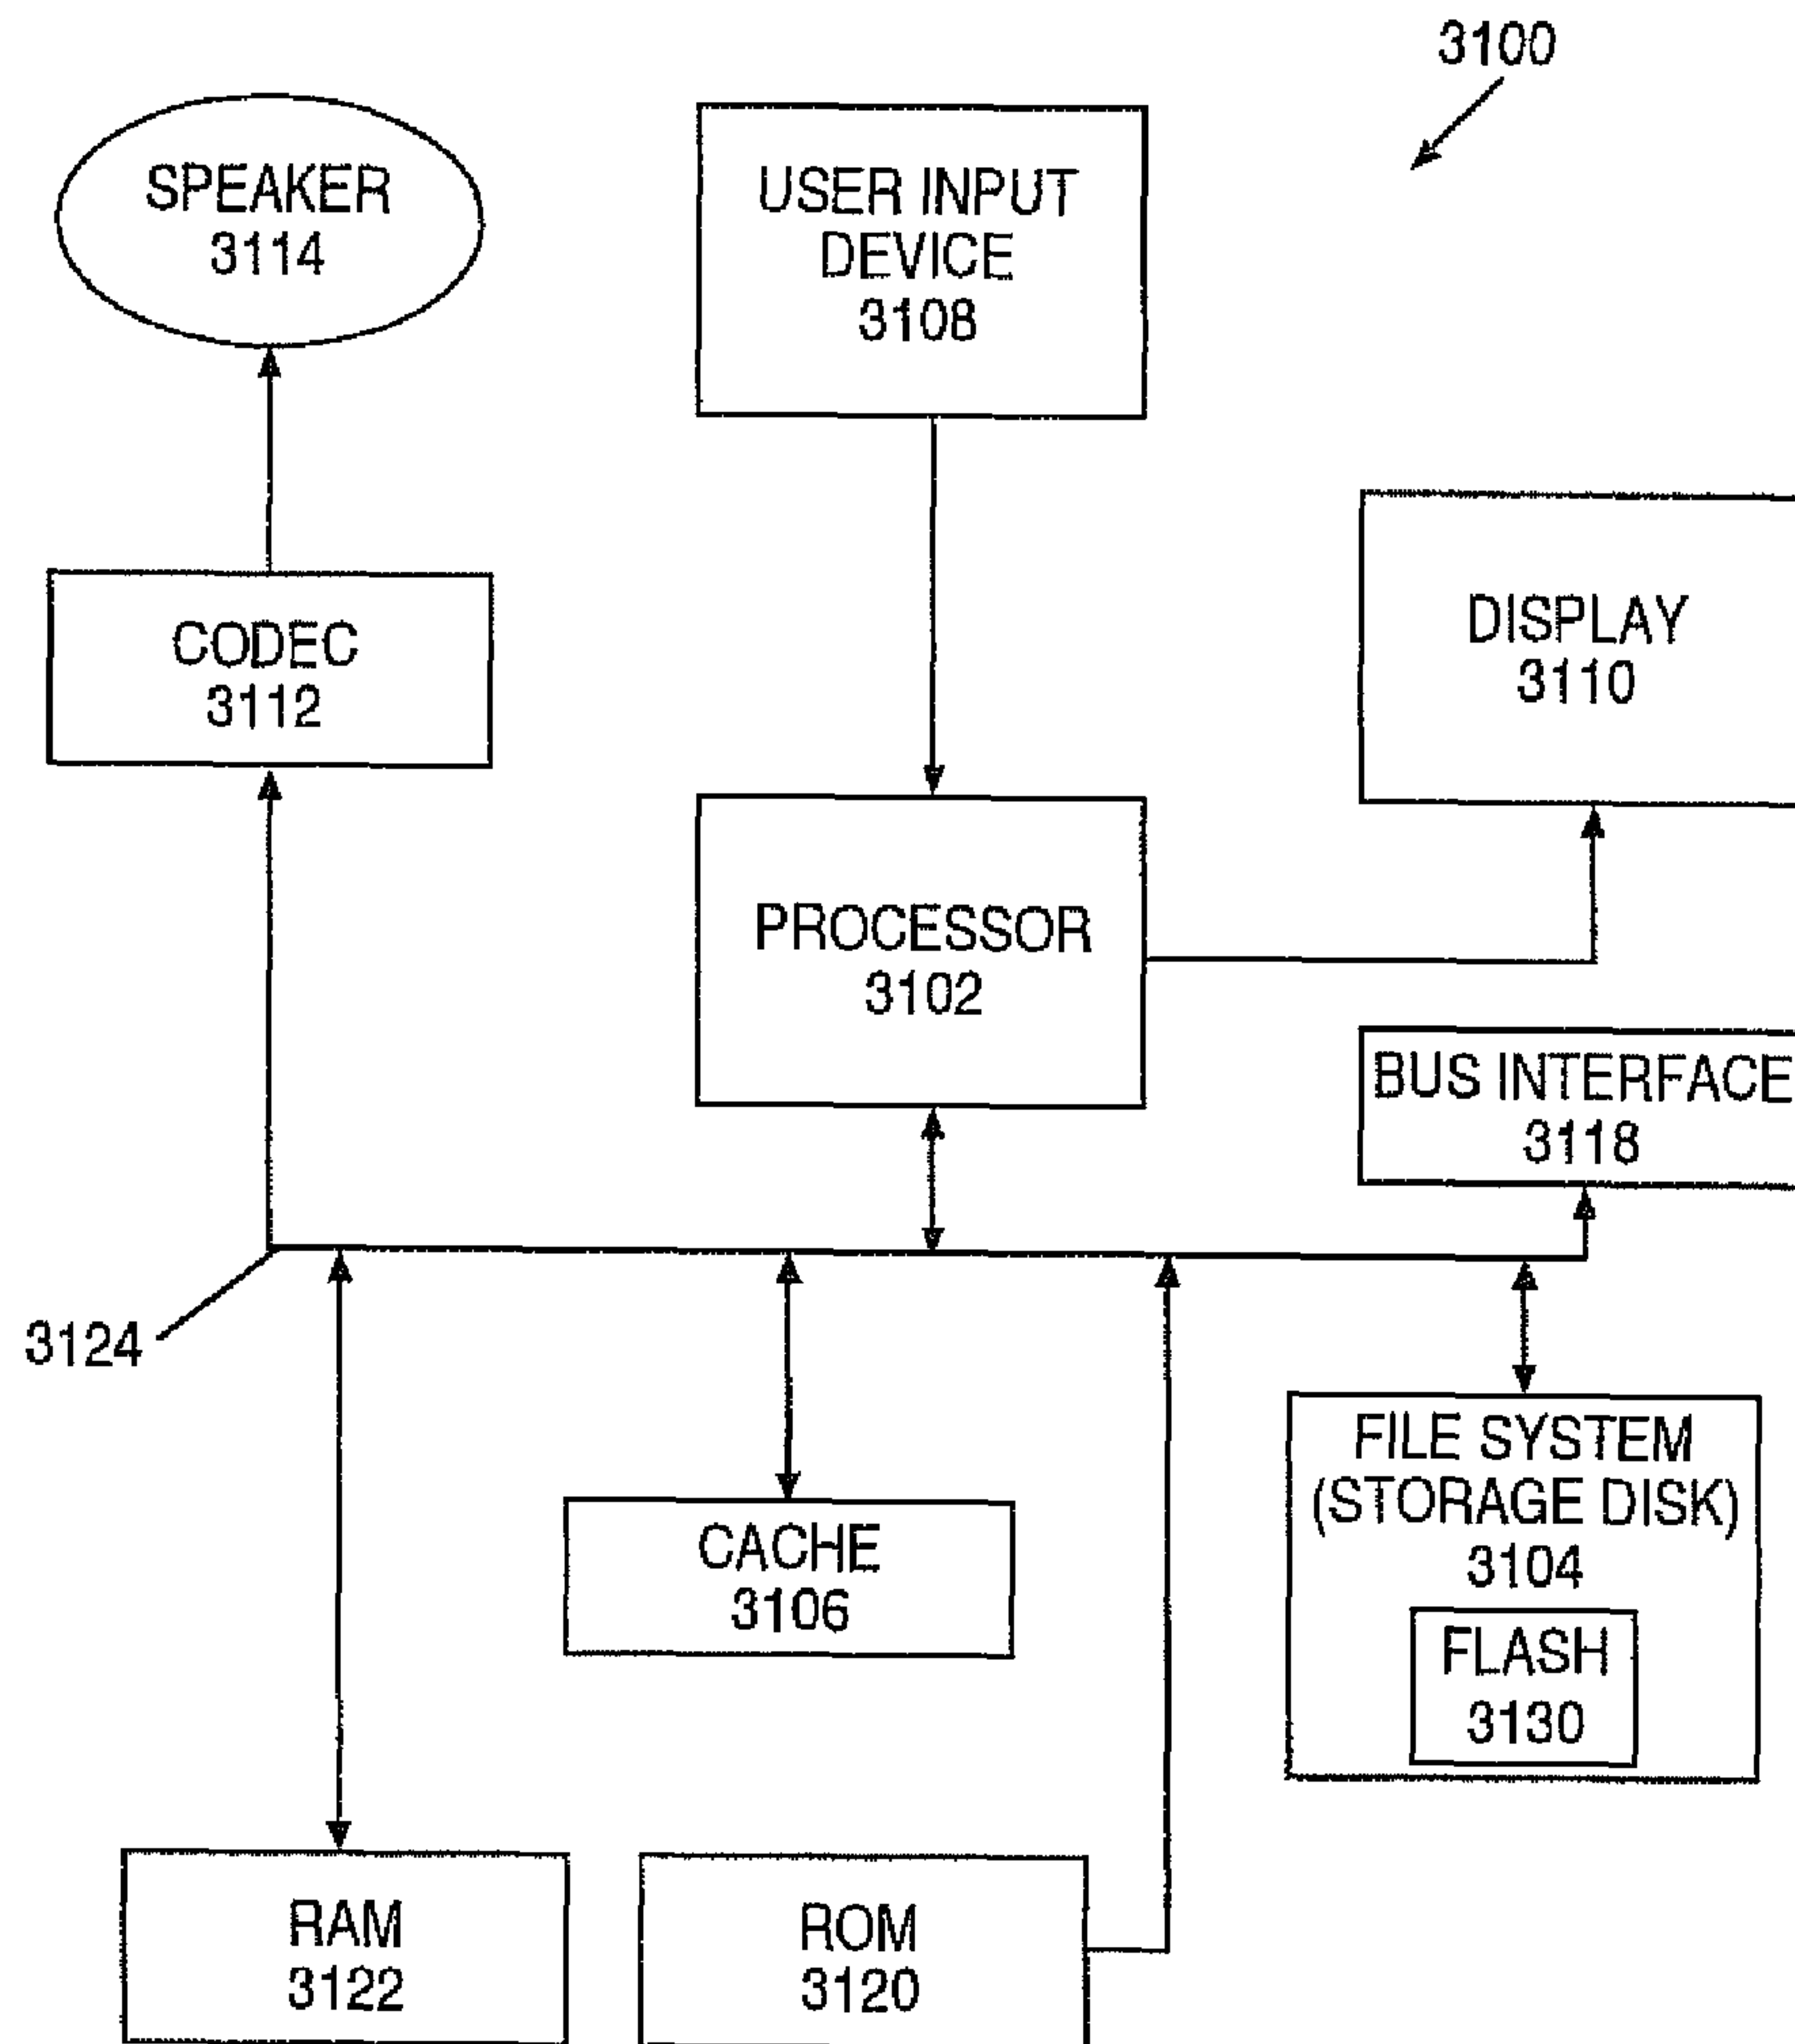 3100
SPEAKER
3114
USER INPUT
DEVICE
3108
CODEC
3112
DISPLAY
3110
PROCESSOR
3102
BUS INTERFACE
3118
3124
FILE SYSTEM
(STORAGE DISK)
3104
FLASH
3130
CACHE
3106
RAM
3122
ROM
3120